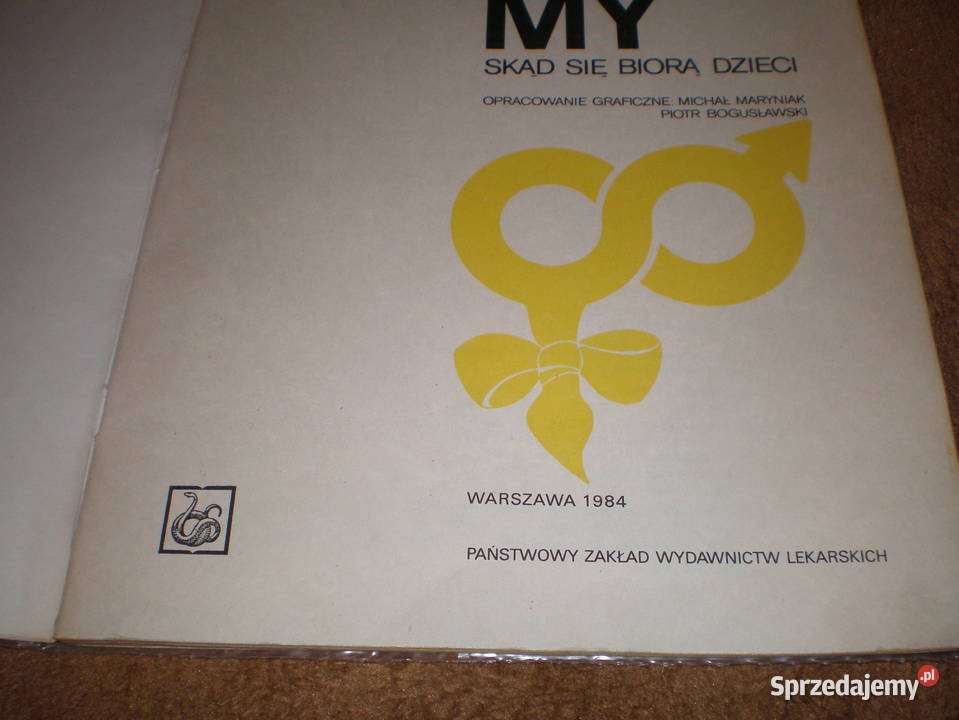 MY
SKĄD SIĘ BIORĄ DZIECI
OPRACOWANIE GRAFICZNE: MICHAŁ MARYNIAK
PIOTR BOGUSŁAWSKI
WARSZAWA 1984
PAŃSTWOWY ZAKŁAD WYDAWNICTW LEKARSKICH
Sprzedajemy.pl